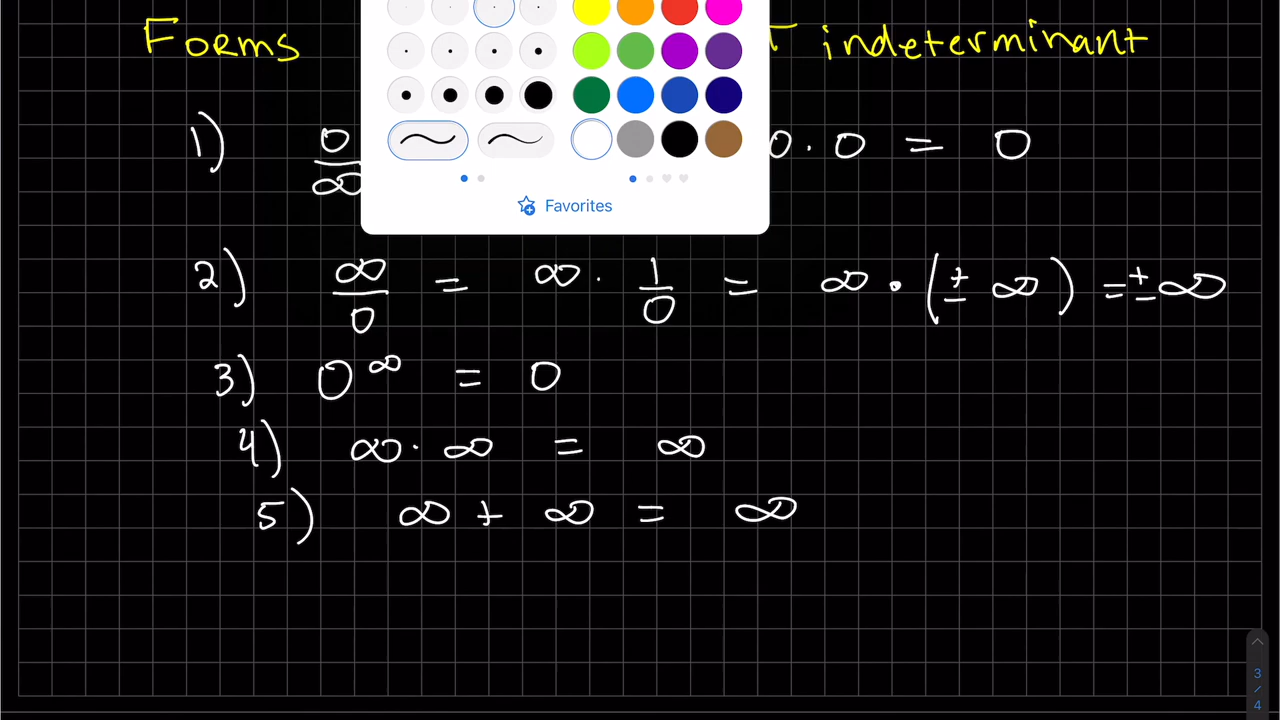 Forms T indeterminant
1) 0/∞ 0 · 0 = 0
Favorites
2) ∞/0 = ∞ · 1/0 = ∞ · (± ∞) = ± ∞
3) 0^∞ = 0
4) ∞ · ∞ = ∞
5) ∞ + ∞ = ∞
3
/
4